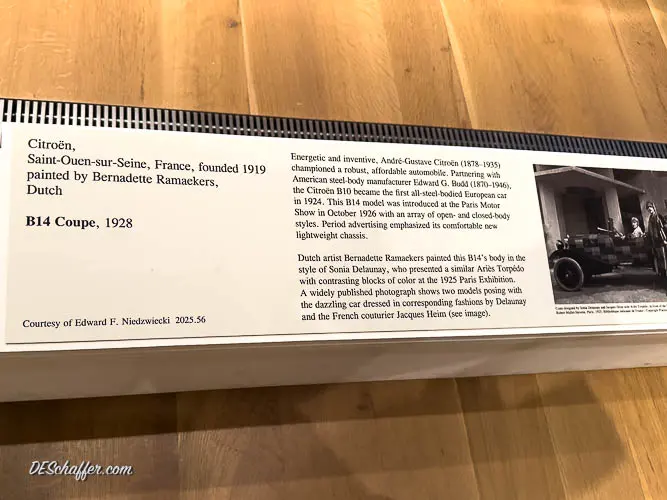 Citroën,
Saint-Ouen-sur-Seine, France, founded 1919
painted by Bernadette Ramaekers,
Dutch
B14 Coupe, 1928
Courtesy of Edward F. Niedzwiecki 2025.56
Energetic and inventive, André-Gustave Citroën (1878–1935)
championed a robust, affordable automobile. Partnering with
American steel-body manufacturer Edward G. Budd (1870–1946),
the Citroën B10 became the first all-steel-bodied European car
in 1924. This B14 model was introduced at the Paris Motor
Show in October 1926 with an array of open- and closed-body
styles. Period advertising emphasized its comfortable new
lightweight chassis.
Dutch artist Bernadette Ramaekers painted this B14's body in the
style of Sonia Delaunay, who presented a similar Ariès Torpédo
with contrasting blocks of color at the 1925 Paris Exhibition.
A widely published photograph shows two models posing with
the dazzling car dressed in corresponding fashions by Delaunay
and the French couturier Jacques Heim (see image).
DESchaffer.com